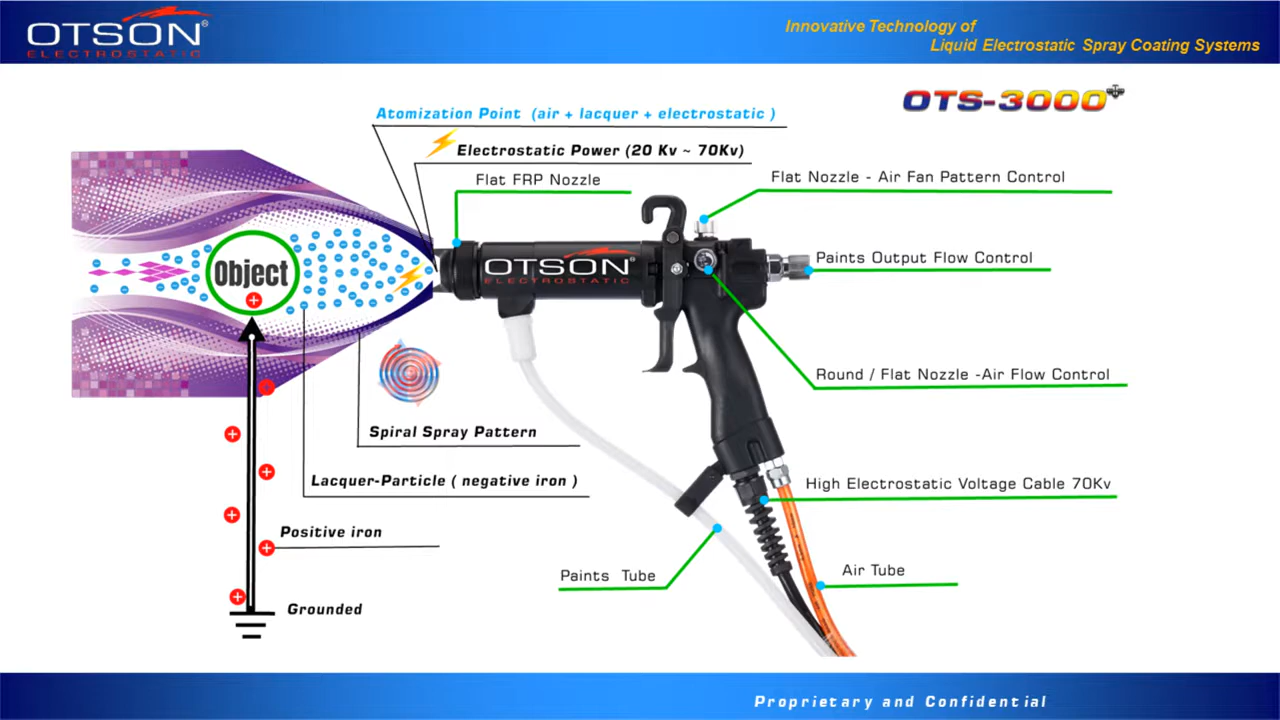 OTSON®
ELECTROSTATIC
Innovative Technology of
Liquid Electrostatic Spray Coating Systems
OTS-3000
Atomization Point (air + lacquer + electrostatic )
Electrostatic Power (20 Kv ~ 70Kv)
Flat FRP Nozzle
Flat Nozzle - Air Fan Pattern Control
Paints Output Flow Control
OTSON®
ELECTROSTATIC
Object
Round / Flat Nozzle -Air Flow Control
Spiral Spray Pattern
Lacquer-Particle ( negative iron )
High Electrostatic Voltage Cable 70Kv
Positive iron
Paints Tube
Air Tube
Grounded
Proprietary and Confidential